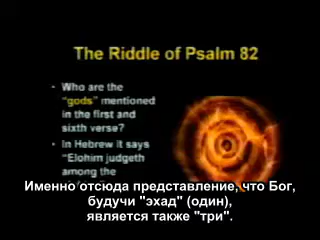 The Riddle of Psalm 82
• Who are the
“gods” mentioned
in the first and
sixth verse?
• In Hebrew it says
“Elohim judgeth
among the
Именно отсюда представление, что Бог,
будучи "эхад" (один),
является также "три".